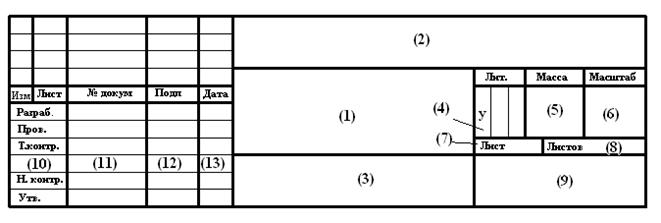 (2)
Лит. Масса Масштаб
Изм Лист № докум Подп Дата
(1) (4) У (5) (6)
Разраб.
Пров.
(7) Лист Листов (8)
Т.контр.
(10) (11) (12) (13)
(3) (9)
Н. контр.
Утв.